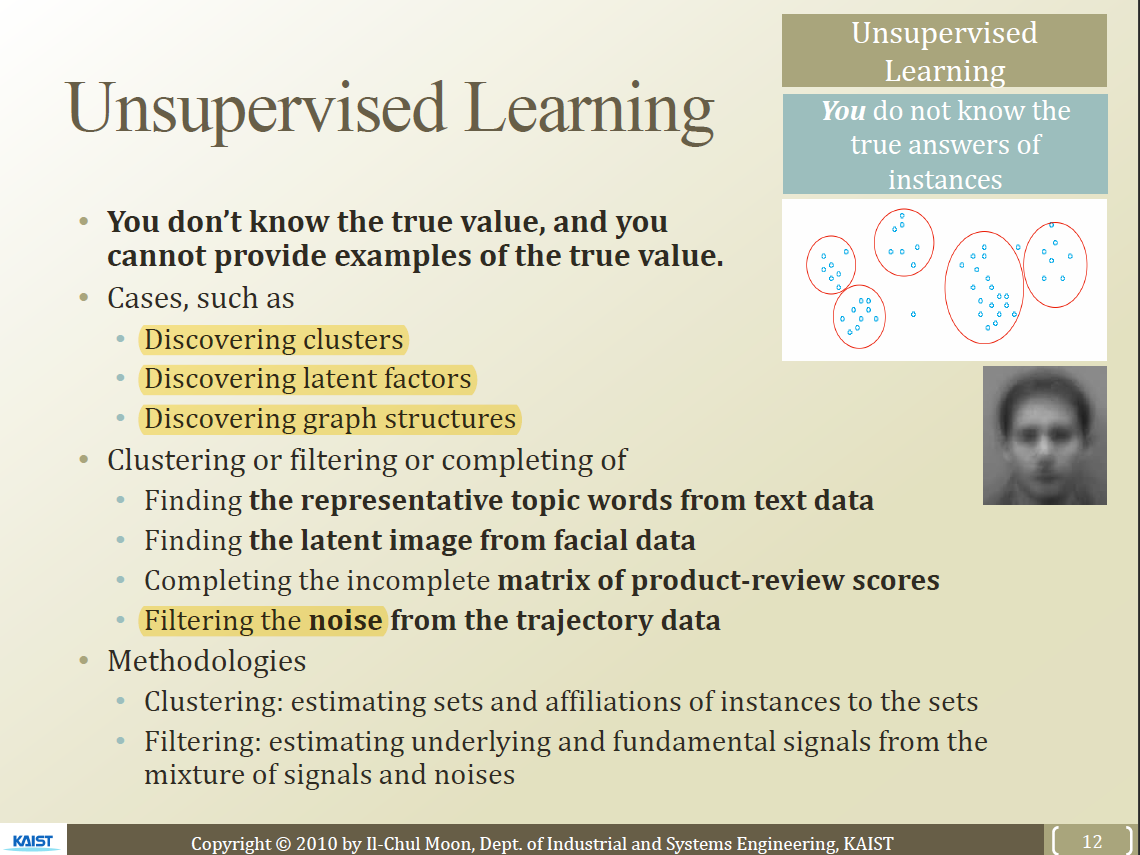 Unsupervised Learning
Unsupervised
Learning
You do not know the
true answers of
instances
• You don’t know the true value, and you
cannot provide examples of the true value.
• Cases, such as
• Discovering clusters
• Discovering latent factors
• Discovering graph structures
• Clustering or filtering or completing of
• Finding the representative topic words from text data
• Finding the latent image from facial data
• Completing the incomplete matrix of product-review scores
• Filtering the noise from the trajectory data
• Methodologies
• Clustering: estimating sets and affiliations of instances to the sets
• Filtering: estimating underlying and fundamental signals from the
mixture of signals and noises
KAIST
Copyright © 2010 by Il-Chul Moon, Dept. of Industrial and Systems Engineering, KAIST
12